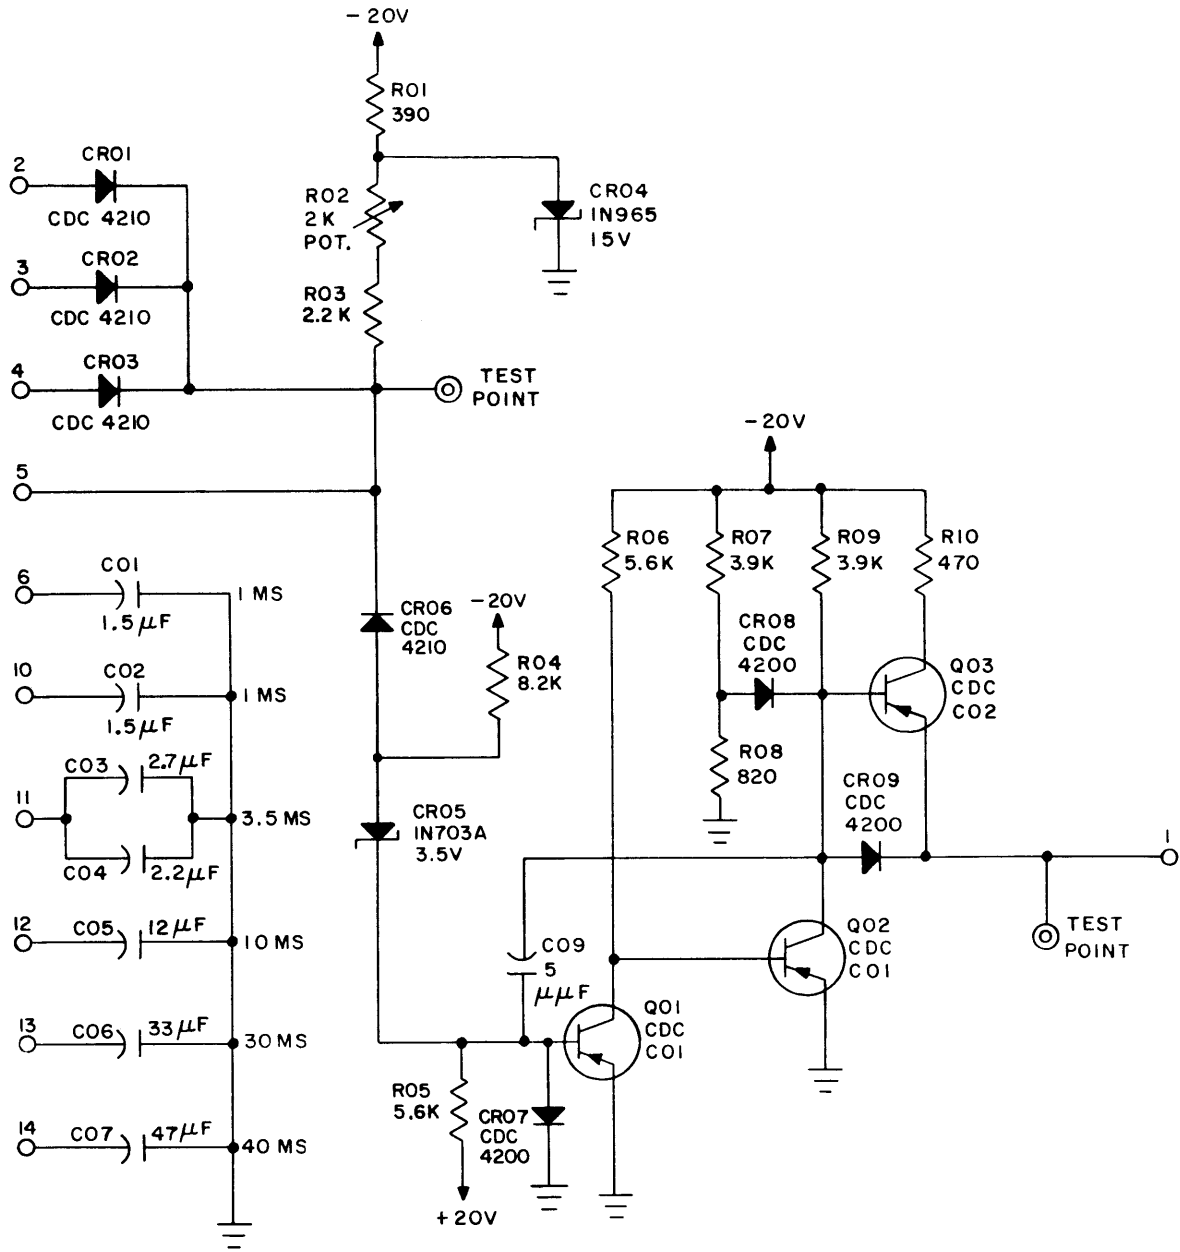 - 20V
R01
390
2
CR01
CDC 4210
R02
2K
POT.
CR04
1N965
15V
3
CR02
CDC 4210
R03
2.2K
4
CR03
CDC 4210
TEST
POINT
5
-20V
R06
5.6K
R07
3.9K
R09
3.9K
R10
470
6
C01
1.5µF
1 MS
CR06
CDC
4210
-20V
R04
8.2K
CR08
CDC
4200
Q03
CDC
C02
10
C02
1.5µF
1 MS
R08
820
11
C03
2.7µF
C04
2.2µF
3.5 MS
CR05
1N703A
3.5V
CR09
CDC
4200
1
TEST
POINT
12
C05
12µF
10 MS
C09
5
µµF
Q02
CDC
C01
13
C06
33µF
30 MS
Q01
CDC
C01
14
C07
47µF
40 MS
R05
5.6K
CR07
CDC
4200
+20V